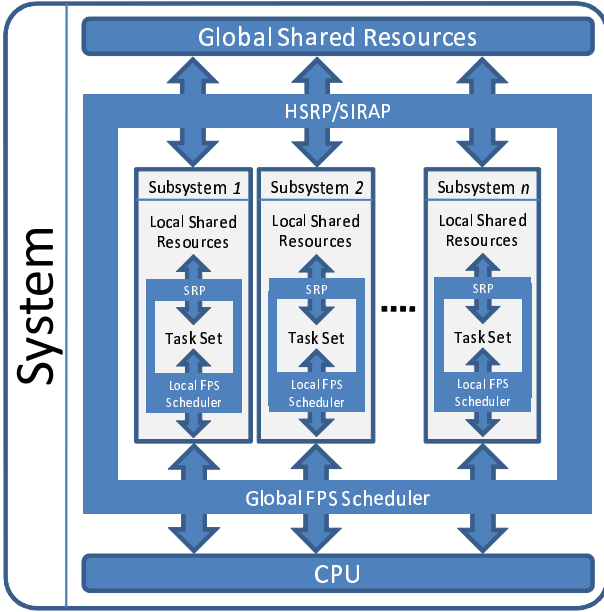 System
Global Shared Resources
HSRP/SIRAP
Subsystem 1
Local Shared
Resources
SRP
Task Set
Local FPS
Scheduler
Subsystem 2
Local Shared
Resources
SRP
Task Set
Local FPS
Scheduler
....
Subsystem n
Local Shared
Resources
SRP
Task Set
Local FPS
Scheduler
Global FPS Scheduler
CPU